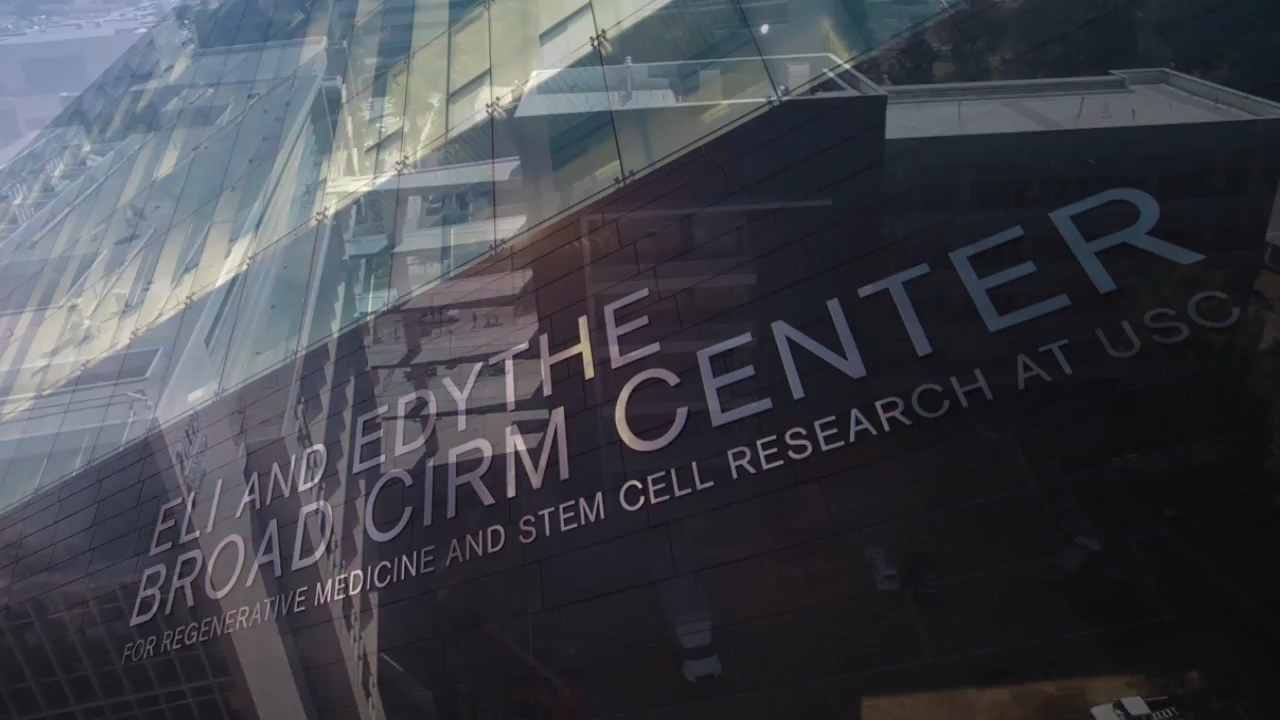 ELI AND EDYTHE
BROAD CIRM CENTER
FOR REGENERATIVE MEDICINE AND STEM CELL RESEARCH AT USC